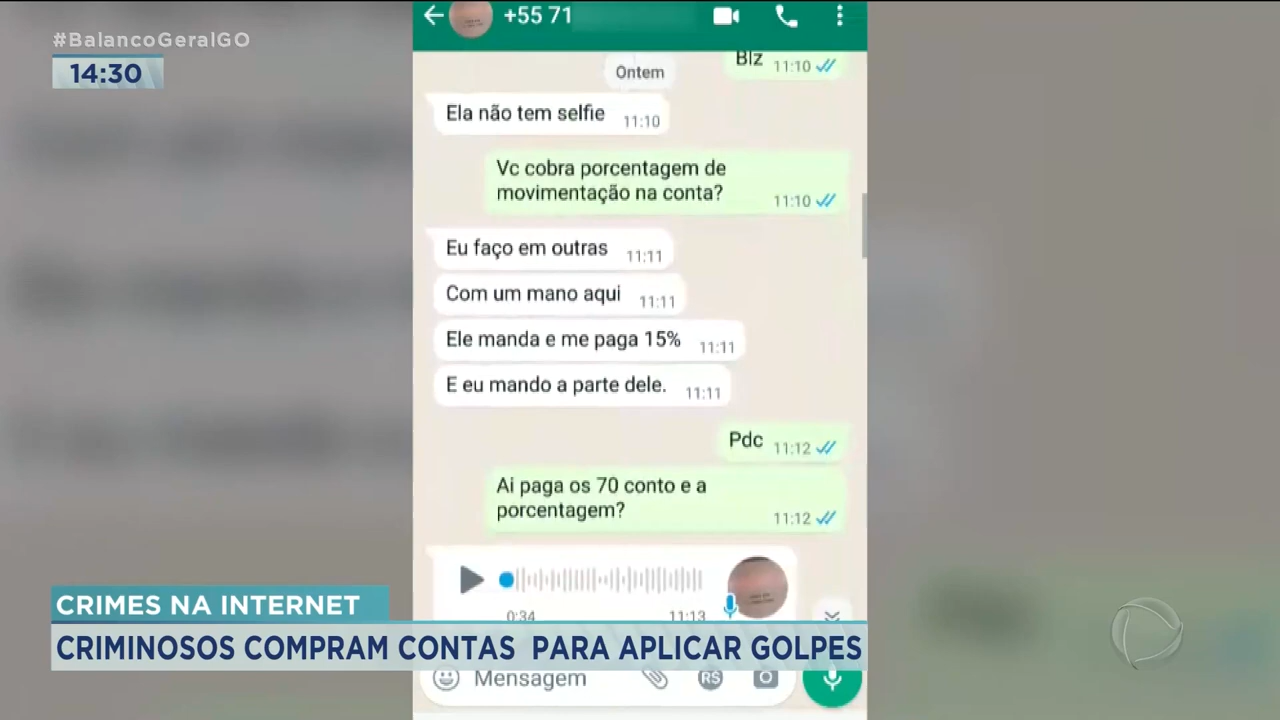 #BalancoGeralGO
14:30
+55 71
Blz 11:10
Ontem
Ela não tem selfie 11:10
Vc cobra porcentagem de
movimentação na conta? 11:10
Eu faço em outras 11:11
Com um mano aqui 11:11
Ele manda e me paga 15% 11:11
E eu mando a parte dele. 11:11
Pdc 11:12
Ai paga os 70 conto e a
porcentagem? 11:12
0:34 11:13
CRIMES NA INTERNET
CRIMINOSOS COMPRAM CONTAS PARA APLICAR GOLPES
Mensagem
R$